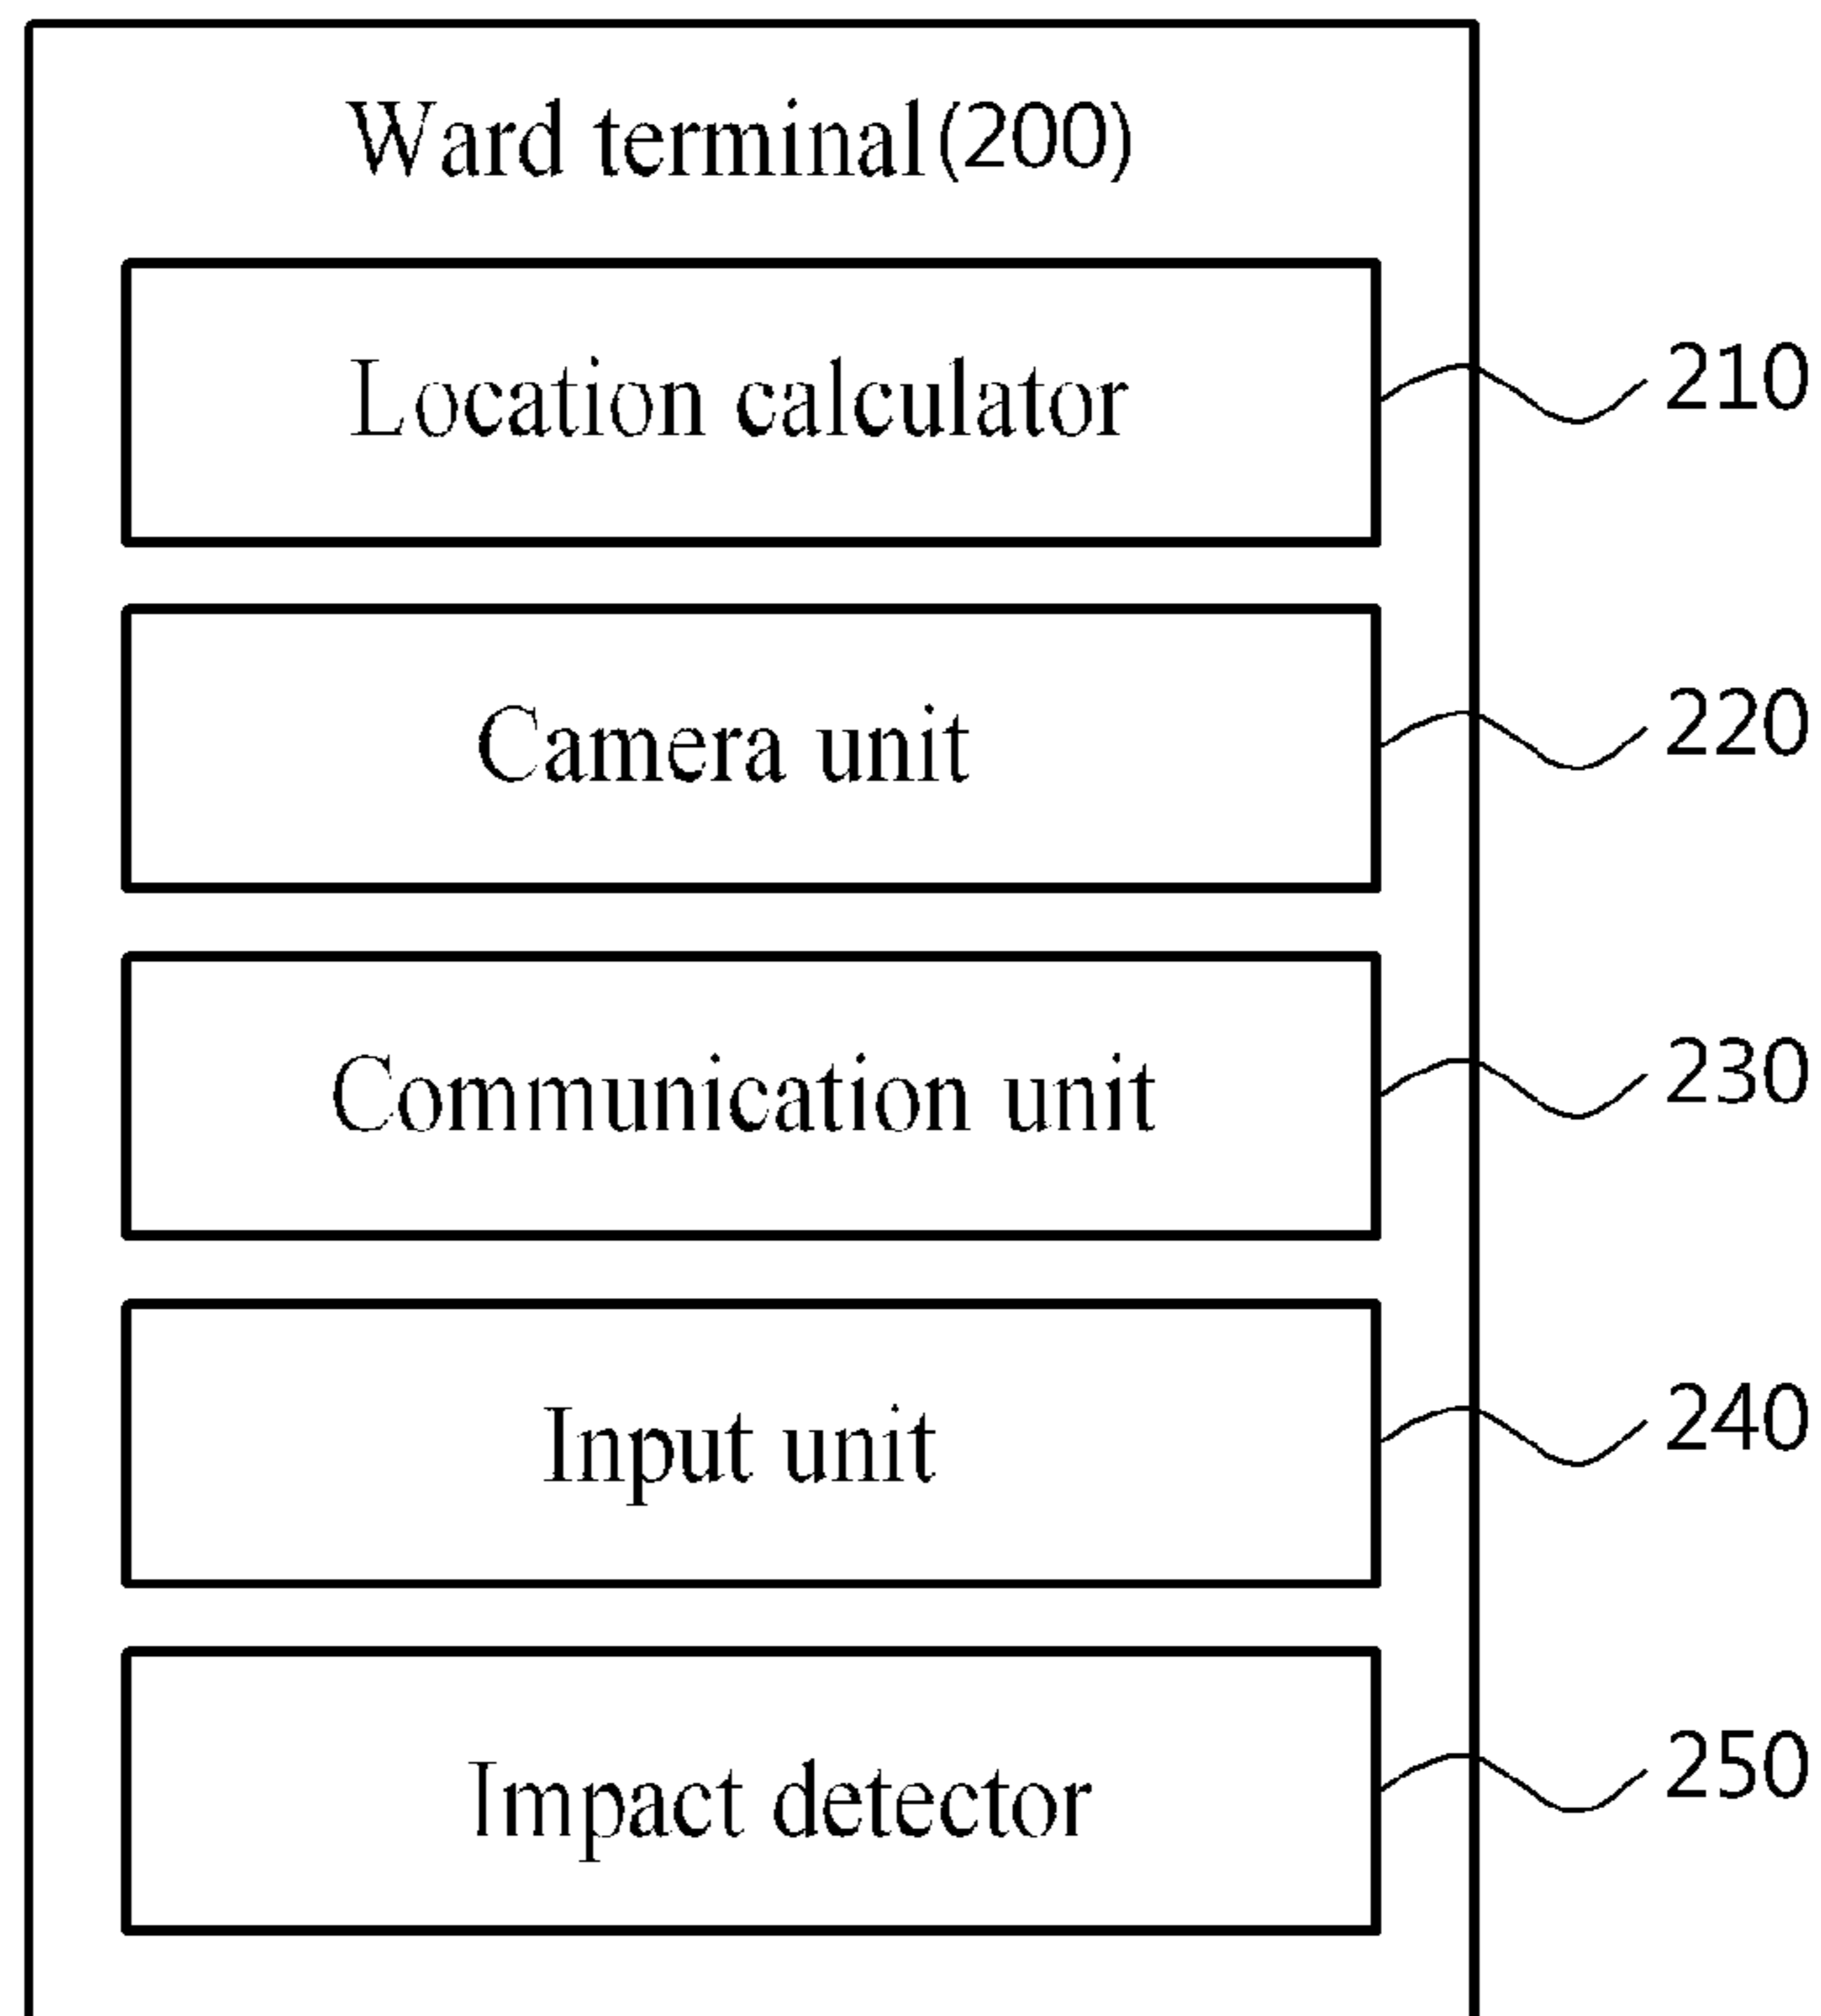 Ward terminal(200)
Location calculator
210
Camera unit
220
Communication unit
230
Input unit
240
Impact detector
250